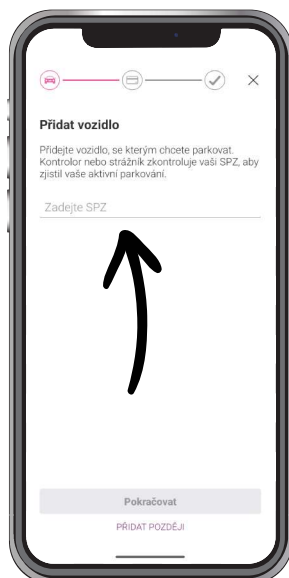 Přidat vozidlo
Přidejte vozidlo, se kterým chcete parkovat.
Kontrolor nebo strážník zkontroluje vaši SPZ, aby
zjistil vaše aktivní parkování.
Zadejte SPZ
Pokračovat
PŘIDAT POZDĚJI